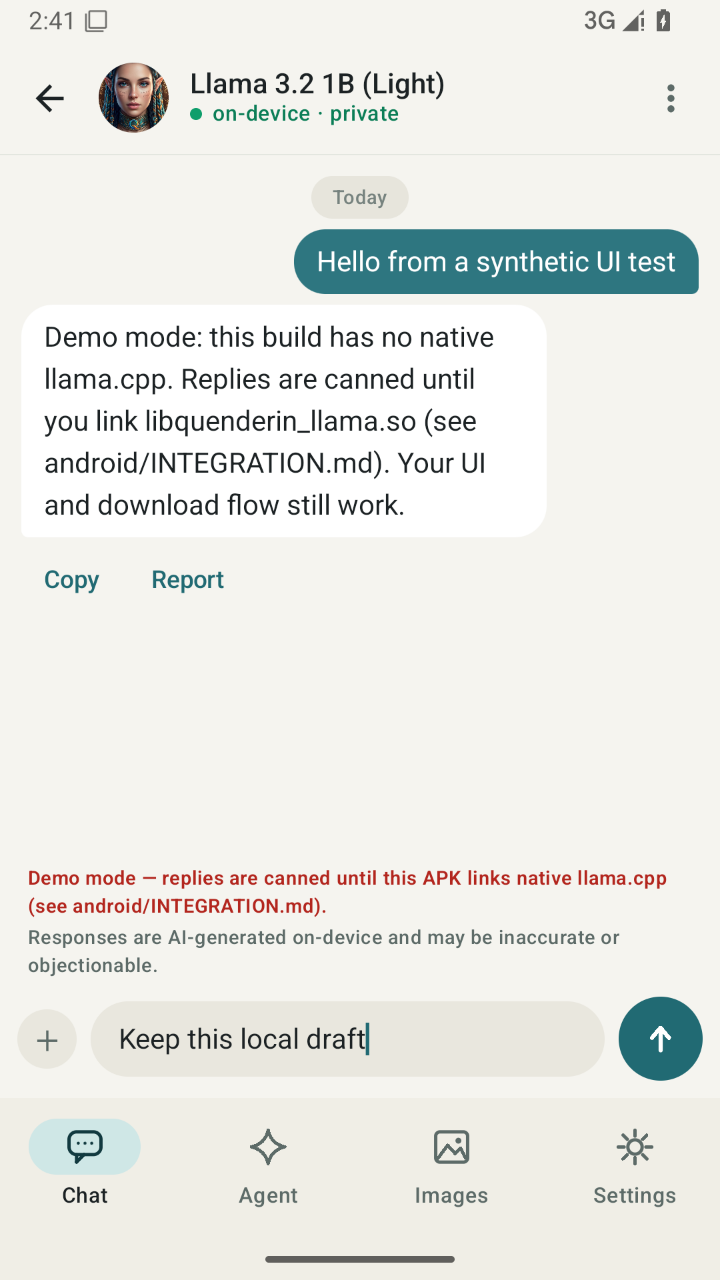 2:41
3G
Llama 3.2 1B (Light)
on-device · private
Today
Hello from a synthetic UI test
Demo mode: this build has no native
llama.cpp. Replies are canned until
you link libquenderin_llama.so (see
android/INTEGRATION.md). Your UI
and download flow still work.
Copy
Report
Demo mode — replies are canned until this APK links native llama.cpp
(see android/INTEGRATION.md).
Responses are AI-generated on-device and may be inaccurate or
objectionable.
Keep this local draft
Chat
Agent
Images
Settings